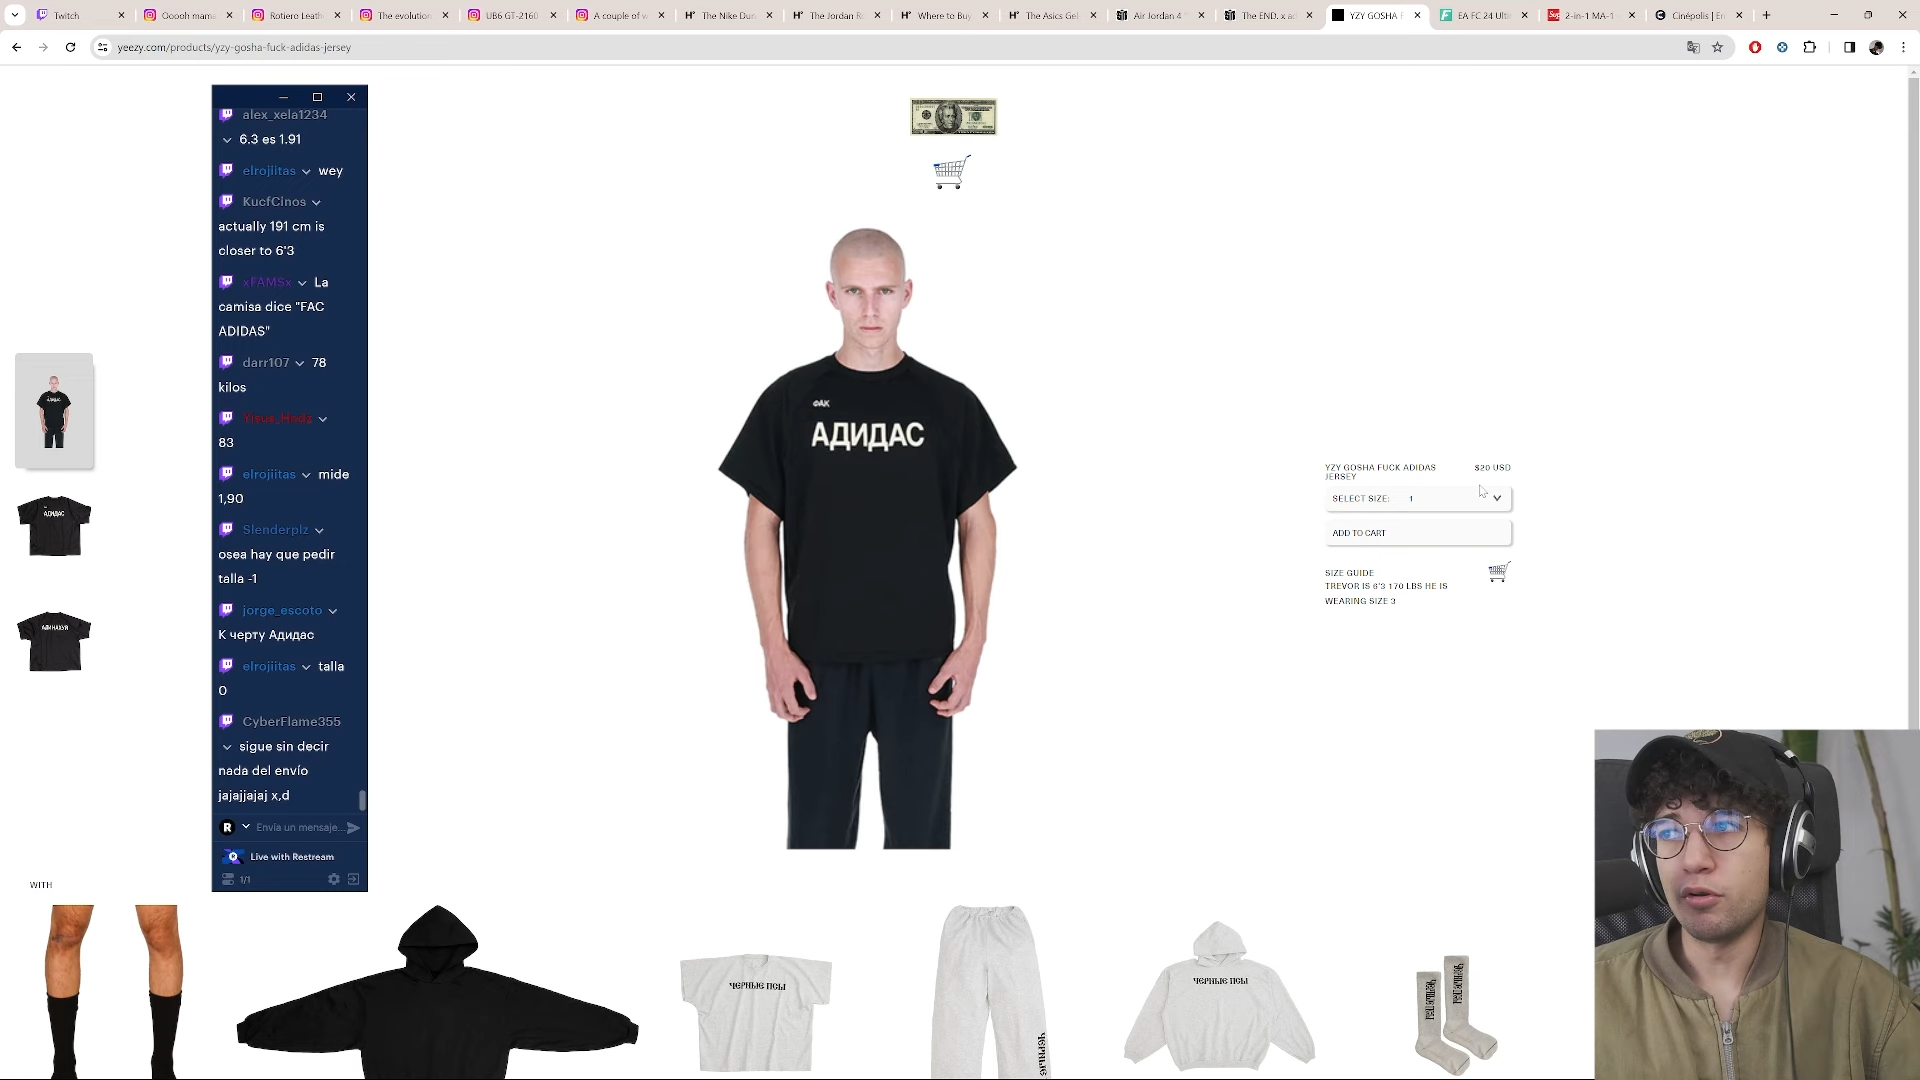 Twitch
Ooooh mam
Rotiero Leath
The evolution
UB6 GT-2160
A couple of w
The Nike Dun
The Jordan R
Where to Buy
The Asics Gel
Air Jordan 4
The END. x ad
YZY GOSHA F
EA FC 24 Ulti
2-in-1 MA-1
Cinépolis | En
yeezy.com/products/yzy-gosha-fuck-adidas-jersey
alex_xela1234
6.3 es 1.91
elrojiitas wey
KucfCinos
actually 191 cm is
closer to 6'3
xFAMSx La
camisa dice "FAC
ADIDAS"
darr107 78
kilos
83
elrojiitas mide
1,90
Slenderplz
osea hay que pedir
talla -1
jorge_escoto
К черту Адидас
elrojiitas talla
0
CyberFlame355
sigue sin decir
nada del envío
jajajjajaj x,d
R Envía un mensaje...
Live with Restream
1/1
ФАК
АДИДАС
АДИДАС
АДИДАС
YZY GOSHA FUCK ADIDAS $20 USD
JERSEY
SELECT SIZE: 1
ADD TO CART
SIZE GUIDE
TREVOR IS 6'3 170 LBS HE IS
WEARING SIZE 3
WITH
ЧЕРНЫЕ ПСЫ
ЧЕРНЫЕ
ЧЕРНЫЕ ПСЫ